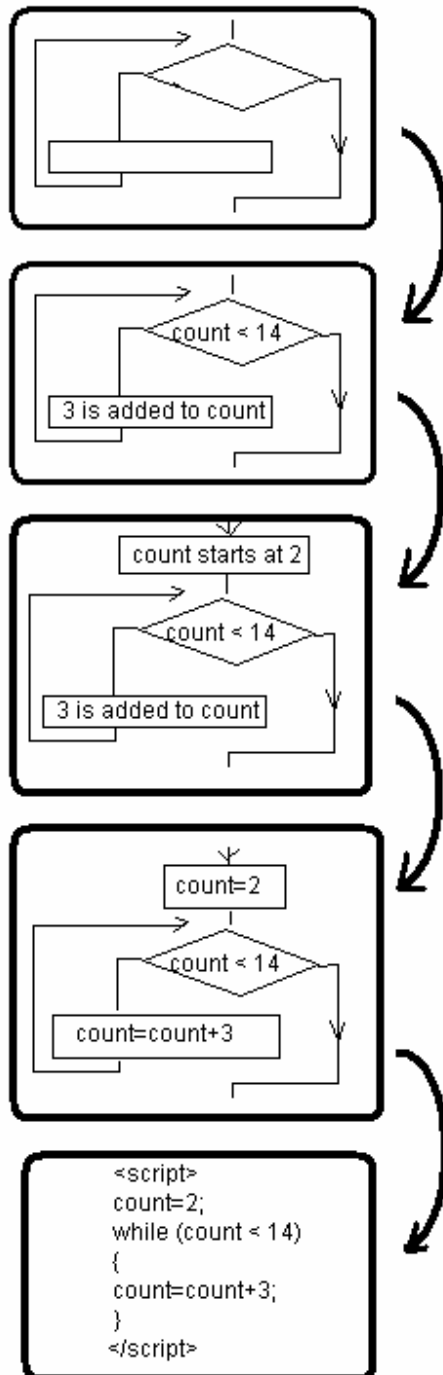 count < 14
3 is added to count
count starts at 2
count < 14
3 is added to count
count=2
count < 14
count=count+3
<script>
count=2;
while (count < 14)
{
count=count+3;
}
</script>